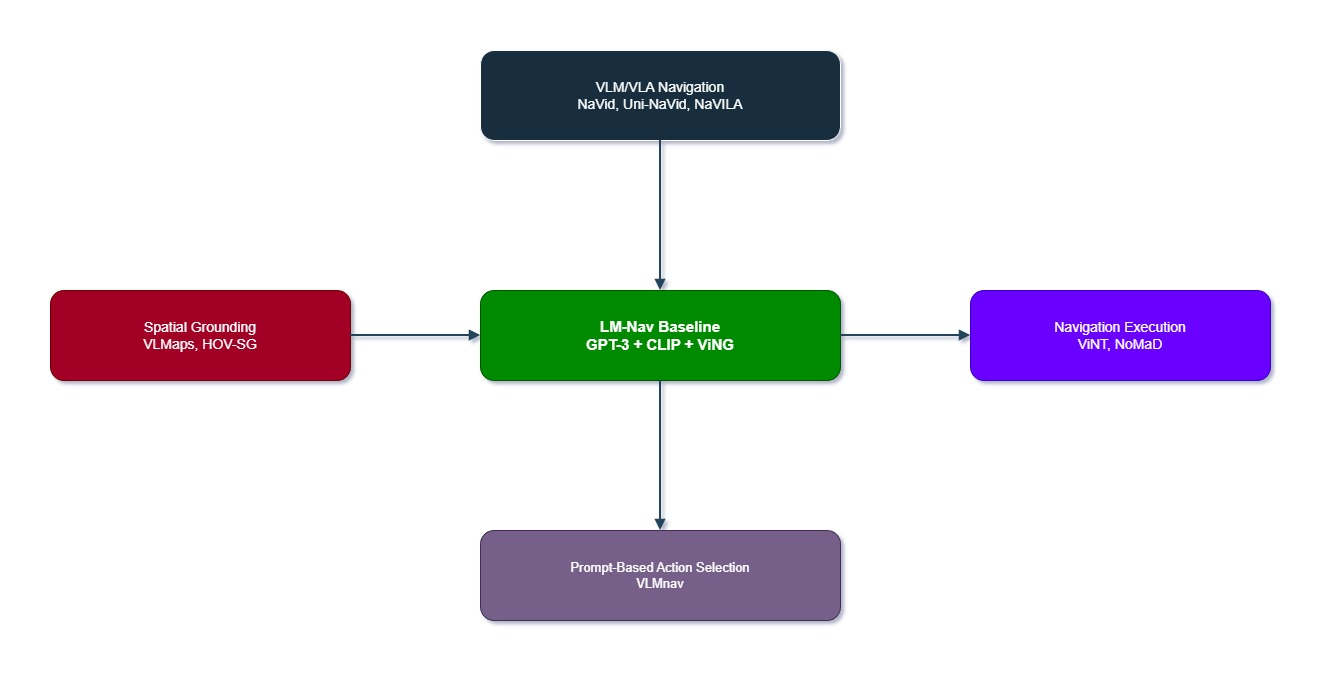 VLM/VLA Navigation
NaVid, Uni-NaVid, NaVILA
Spatial Grounding
VLMaps, HOV-SG
LM-Nav Baseline
GPT-3 + CLIP + ViNG
Navigation Execution
ViNT, NoMaD
Prompt-Based Action Selection
VLMnav